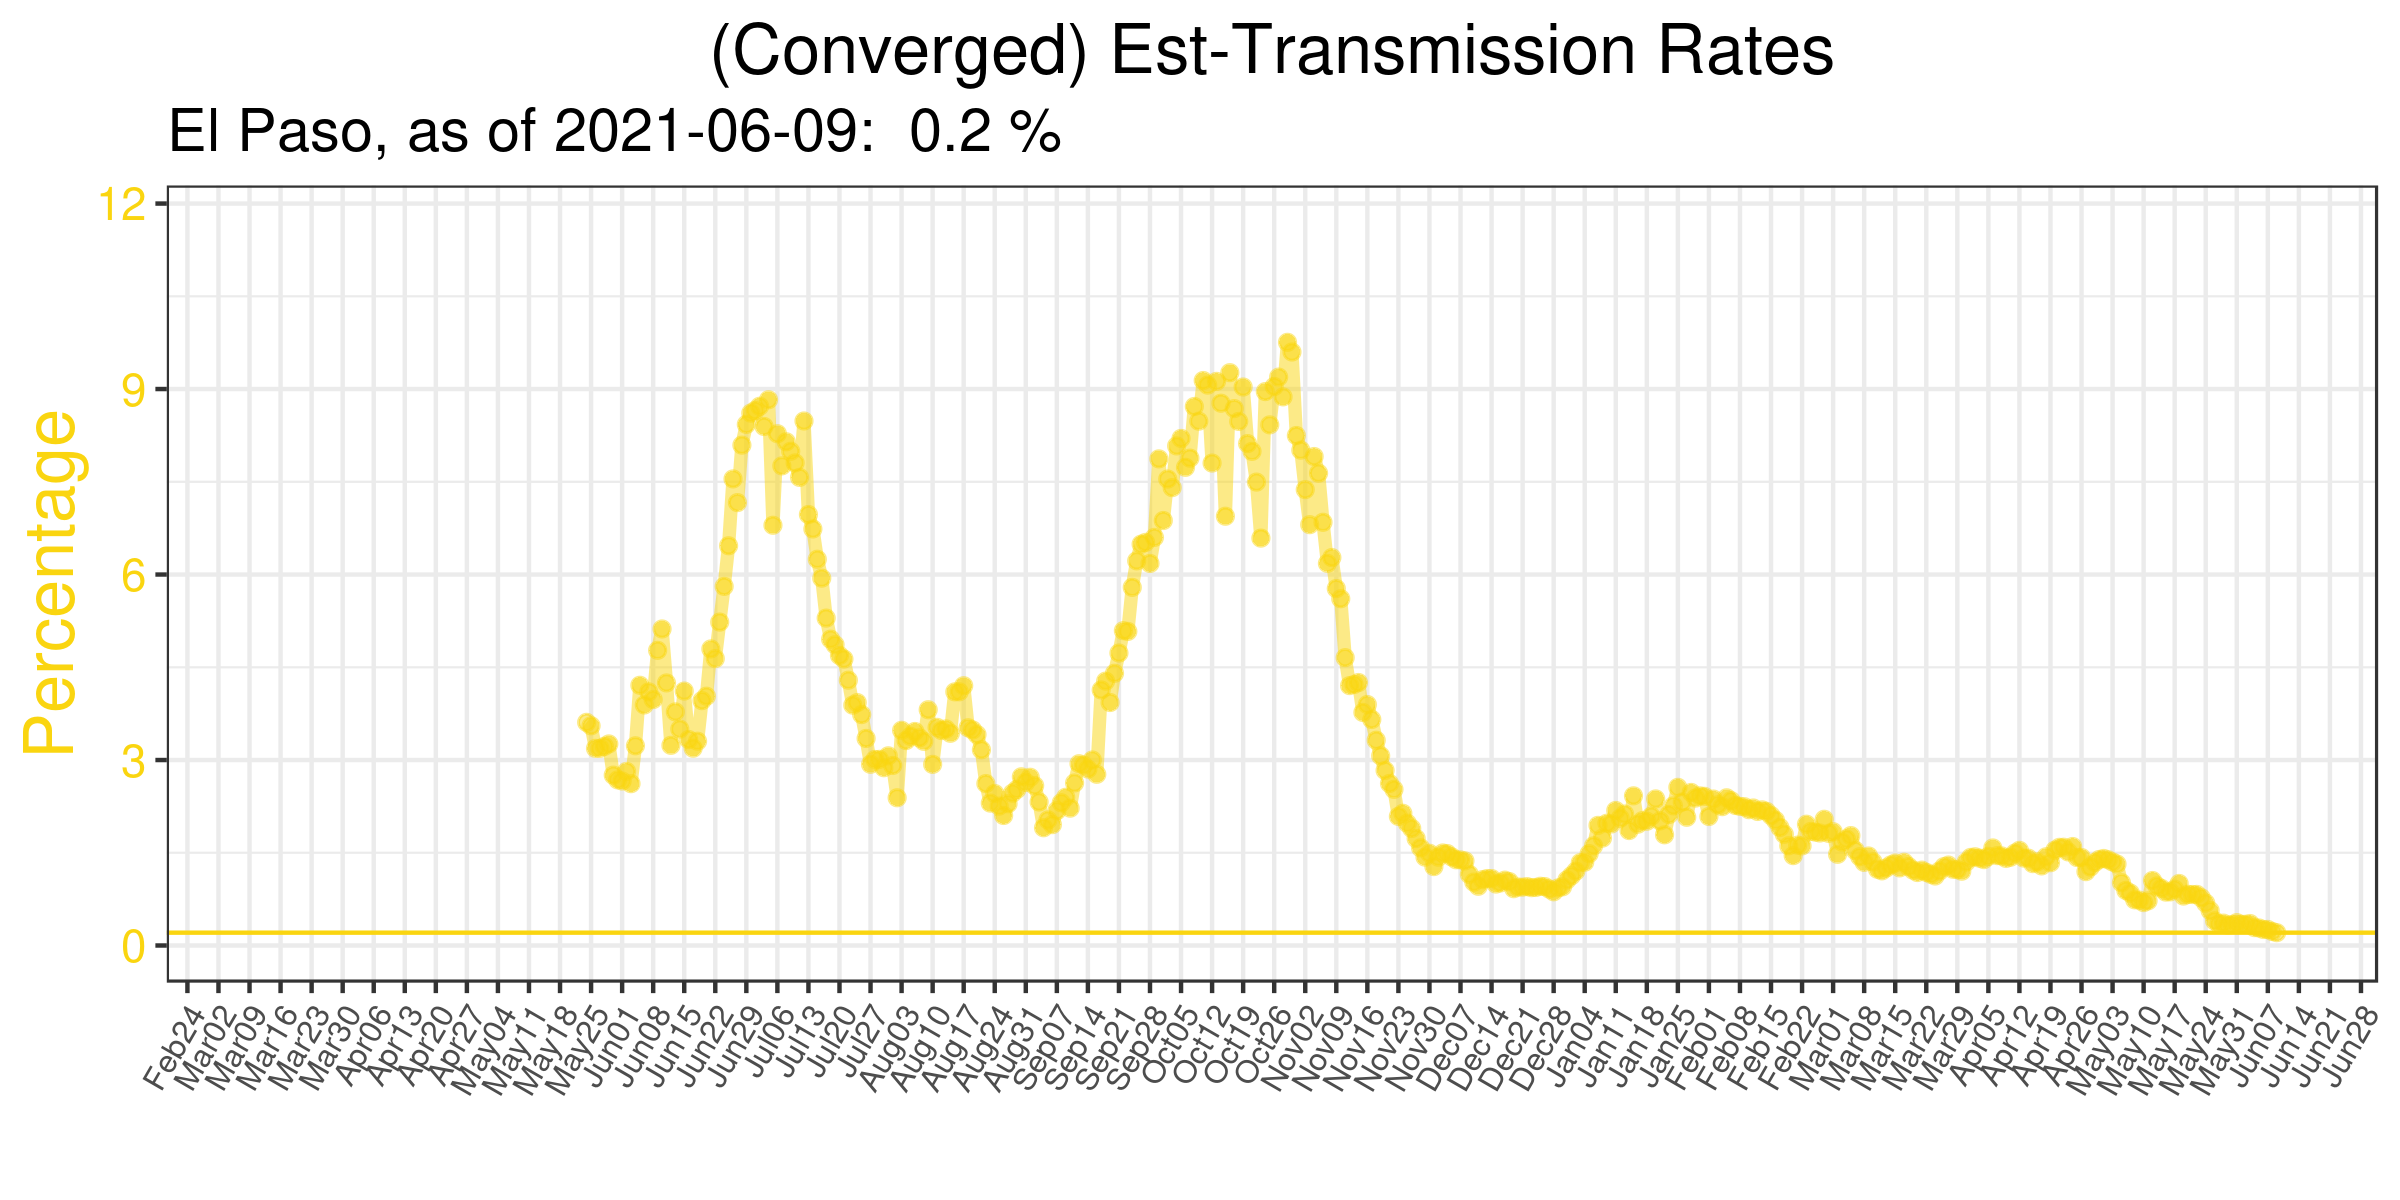 (Converged) Est-Transmission Rates
El Paso, as of 2021-06-09:  0.2 %
Percentage
12
9
6
3
0
Feb24
Mar02
Mar09
Mar16
Mar23
Mar30
Apr06
Apr13
Apr20
Apr27
May04
May11
May18
May25
Jun01
Jun08
Jun15
Jun22
Jun29
Jul06
Jul13
Jul20
Jul27
Aug03
Aug10
Aug17
Aug24
Aug31
Sep07
Sep14
Sep21
Sep28
Oct05
Oct12
Oct19
Oct26
Nov02
Nov09
Nov16
Nov23
Nov30
Dec07
Dec14
Dec21
Dec28
Jan04
Jan11
Jan18
Jan25
Feb01
Feb08
Feb15
Feb22
Mar01
Mar08
Mar15
Mar22
Mar29
Apr05
Apr12
Apr19
Apr26
May03
May10
May17
May24
May31
Jun07
Jun14
Jun21
Jun28